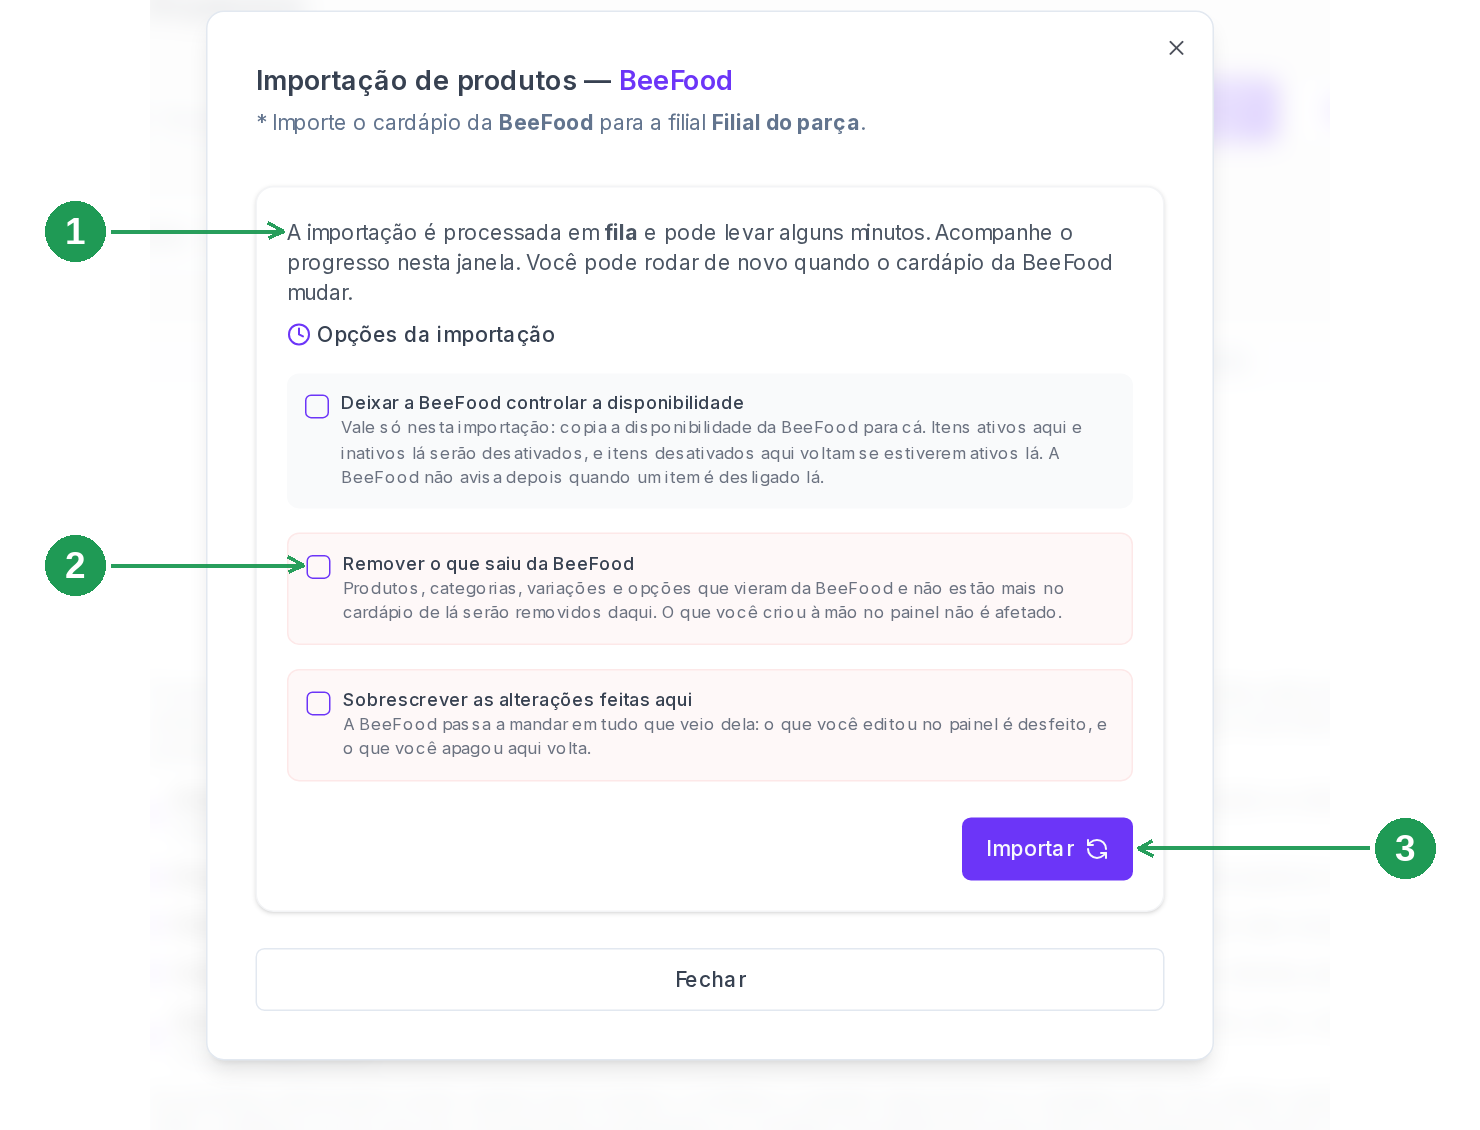 Importação de produtos — BeeFood
* Importe o cardápio da BeeFood para a filial Filial do parça.
1
A importação é processada em fila e pode levar alguns minutos. Acompanhe o
progresso nesta janela. Você pode rodar de novo quando o cardápio da BeeFood
mudar.
Opções da importação
Deixar a BeeFood controlar a disponibilidade
Vale só nesta importação: copia a disponibilidade da BeeFood para cá. Itens ativos aqui e
inativos lá serão desativados, e itens desativados aqui voltam se estiverem ativos lá. A
BeeFood não avisa depois quando um item é desligado lá.
2
Remover o que saiu da BeeFood
Produtos, categorias, variações e opções que vieram da BeeFood e não estão mais no
cardápio de lá serão removidos daqui. O que você criou à mão no painel não é afetado.
Sobrescrever as alterações feitas aqui
A BeeFood passa a mandar em tudo que veio dela: o que você editou no painel é desfeito, e
o que você apagou aqui volta.
Importar
3
Fechar